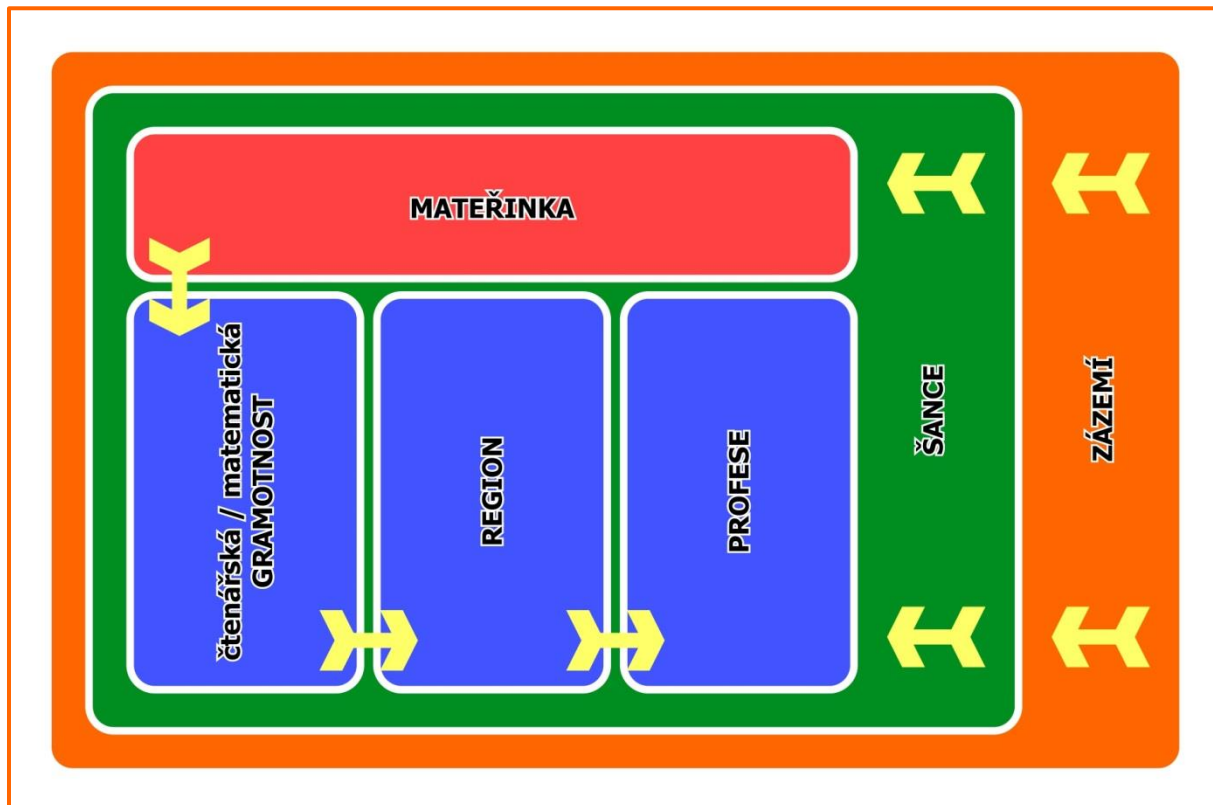 MATEŘINKA
čtenářská / matematická
GRAMOTNOST
REGION
PROFESE
ŠANCE
ZÁZEMÍ